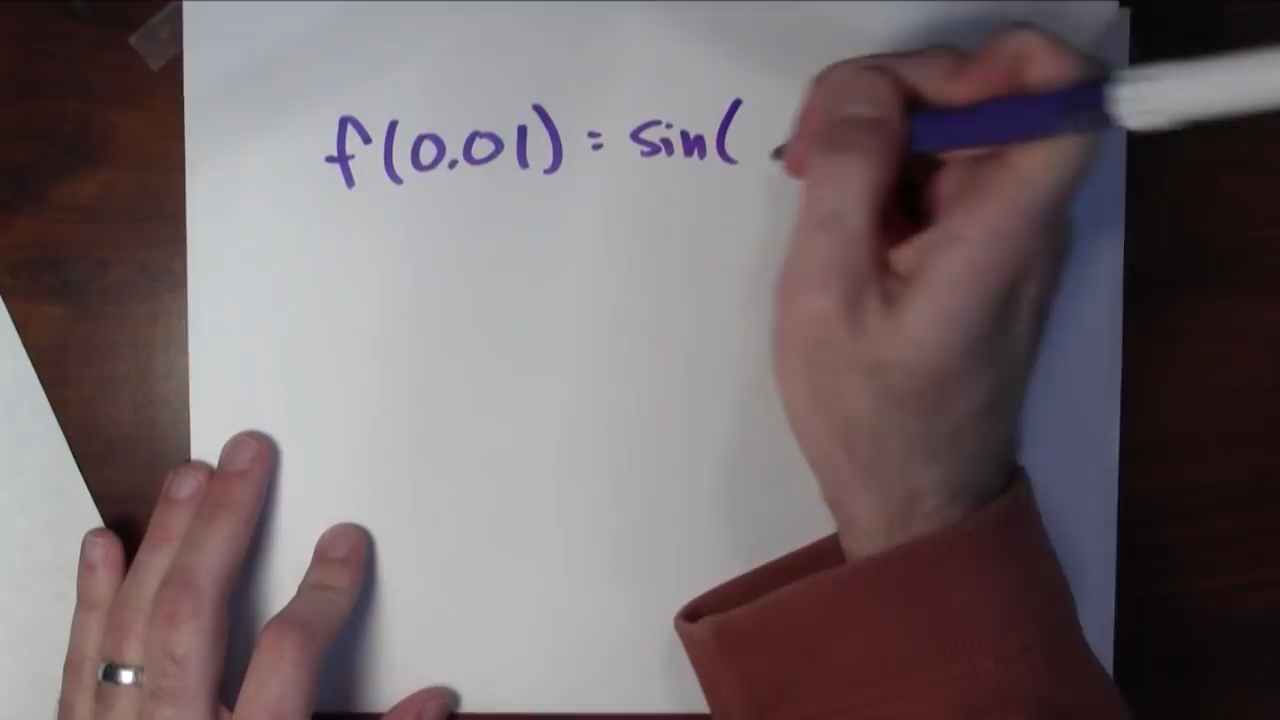 f(0.01) = sin(